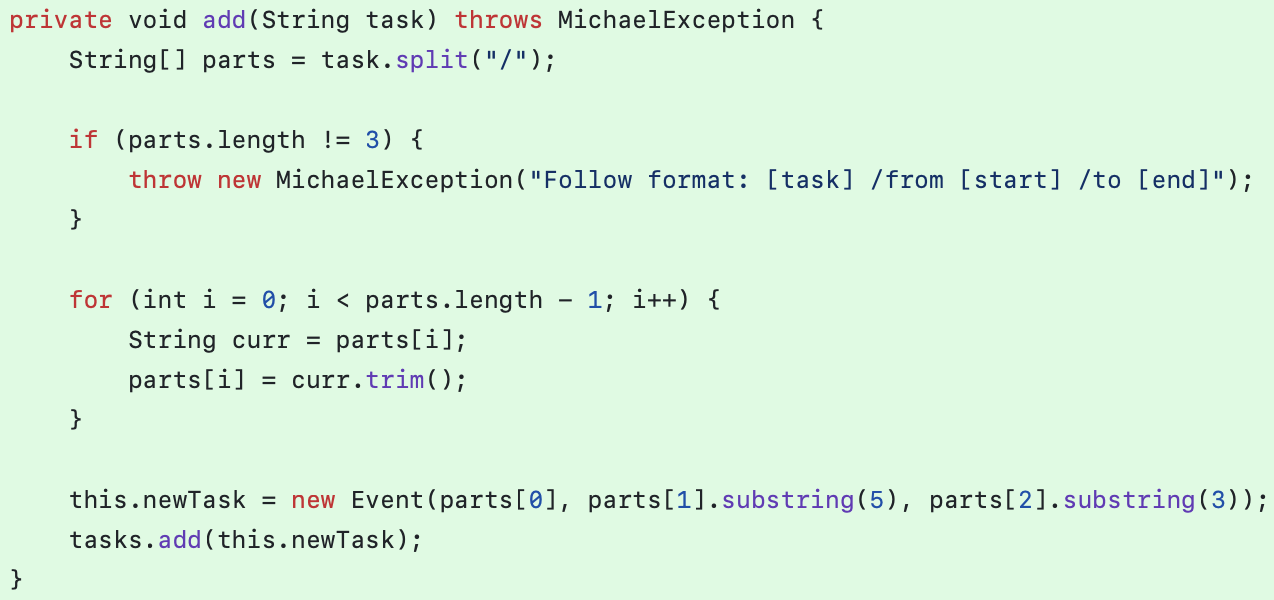 private void add(String task) throws MichaelException {
    String[] parts = task.split("/");

    if (parts.length != 3) {
        throw new MichaelException("Follow format: [task] /from [start] /to [end]");
    }

    for (int i = 0; i < parts.length - 1; i++) {
        String curr = parts[i];
        parts[i] = curr.trim();
    }

    this.newTask = new Event(parts[0], parts[1].substring(5), parts[2].substring(3));
    tasks.add(this.newTask);
}